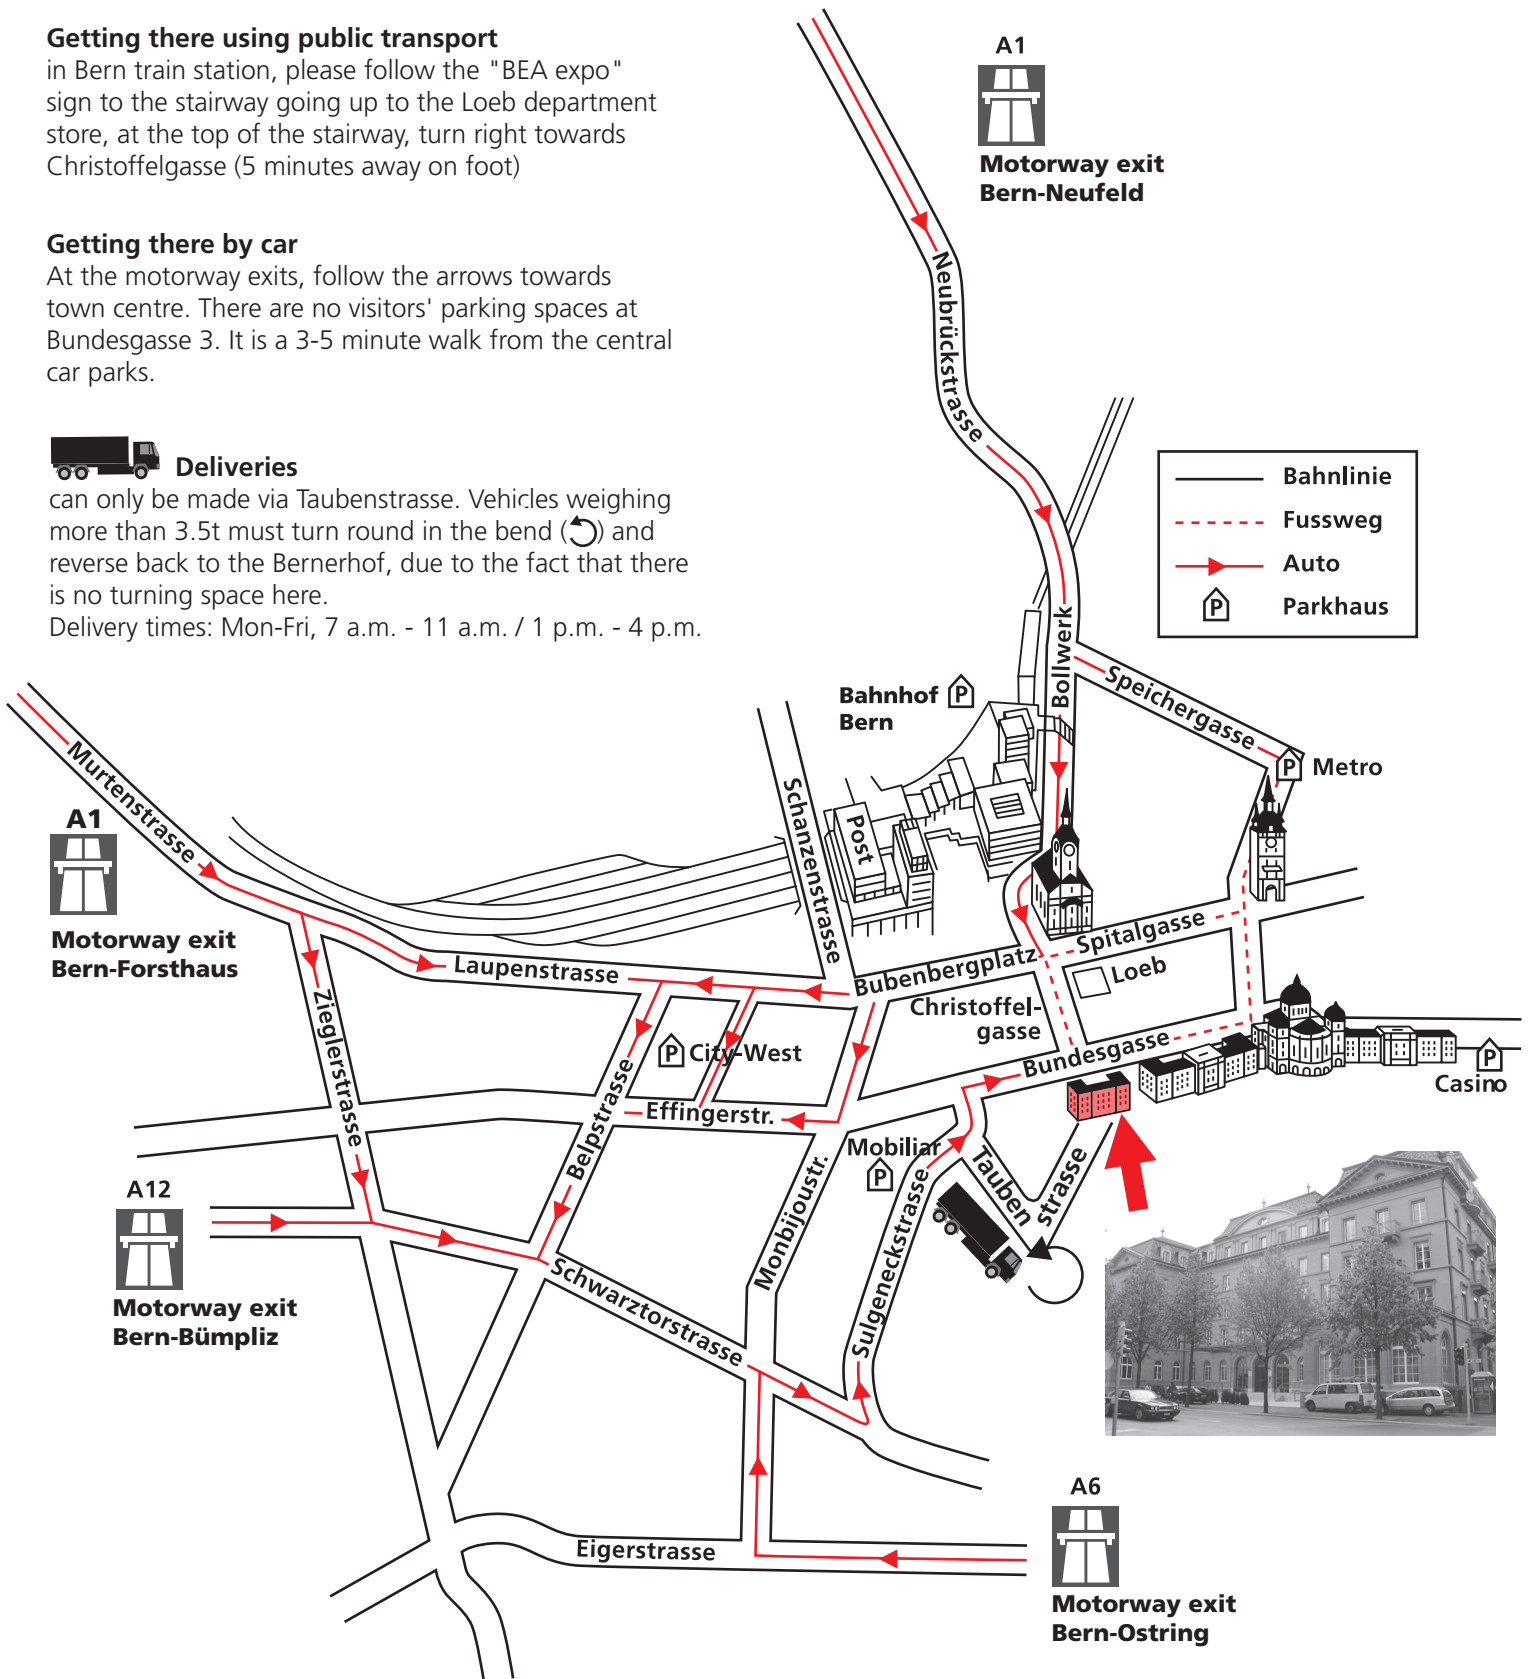 Getting there using public transport
in Bern train station, please follow the "BEA expo"
sign to the stairway going up to the Loeb department
store, at the top of the stairway, turn right towards
Christoffelgasse (5 minutes away on foot)
Getting there by car
At the motorway exits, follow the arrows towards
town centre. There are no visitors' parking spaces at
Bundesgasse 3. It is a 3-5 minute walk from the central
car parks.
Deliveries
can only be made via Taubenstrasse. Vehicles weighing
more than 3.5t must turn round in the bend ( ) and
reverse back to the Bernerhof, due to the fact that there
is no turning space here.
Delivery times: Mon-Fri, 7 a.m. - 11 a.m. / 1 p.m. - 4 p.m.
A1
Motorway exit
Bern-Neufeld
Neubrückstrasse
Bahnlinie
Fussweg
Auto
P Parkhaus
Bollwerk
Speichergasse
Bahnhof P
Bern
P Metro
Murtenstrasse
A1
Motorway exit
Bern-Forsthaus
Schanzenstrasse
Post
Laupenstrasse
Bubenbergplatz
Spitalgasse
Loeb
Christoffel-
gasse
Bundesgasse
P City-West
P
Casino
Zieglerstrasse
Belpstrasse
Effingerstr.
Mobiliar
P
Tauben
strasse
A12
Motorway exit
Bern-Bümpliz
Monbijoustr.
Sulgeneckstrasse
Schwarztorstrasse
Eigerstrasse
A6
Motorway exit
Bern-Ostring